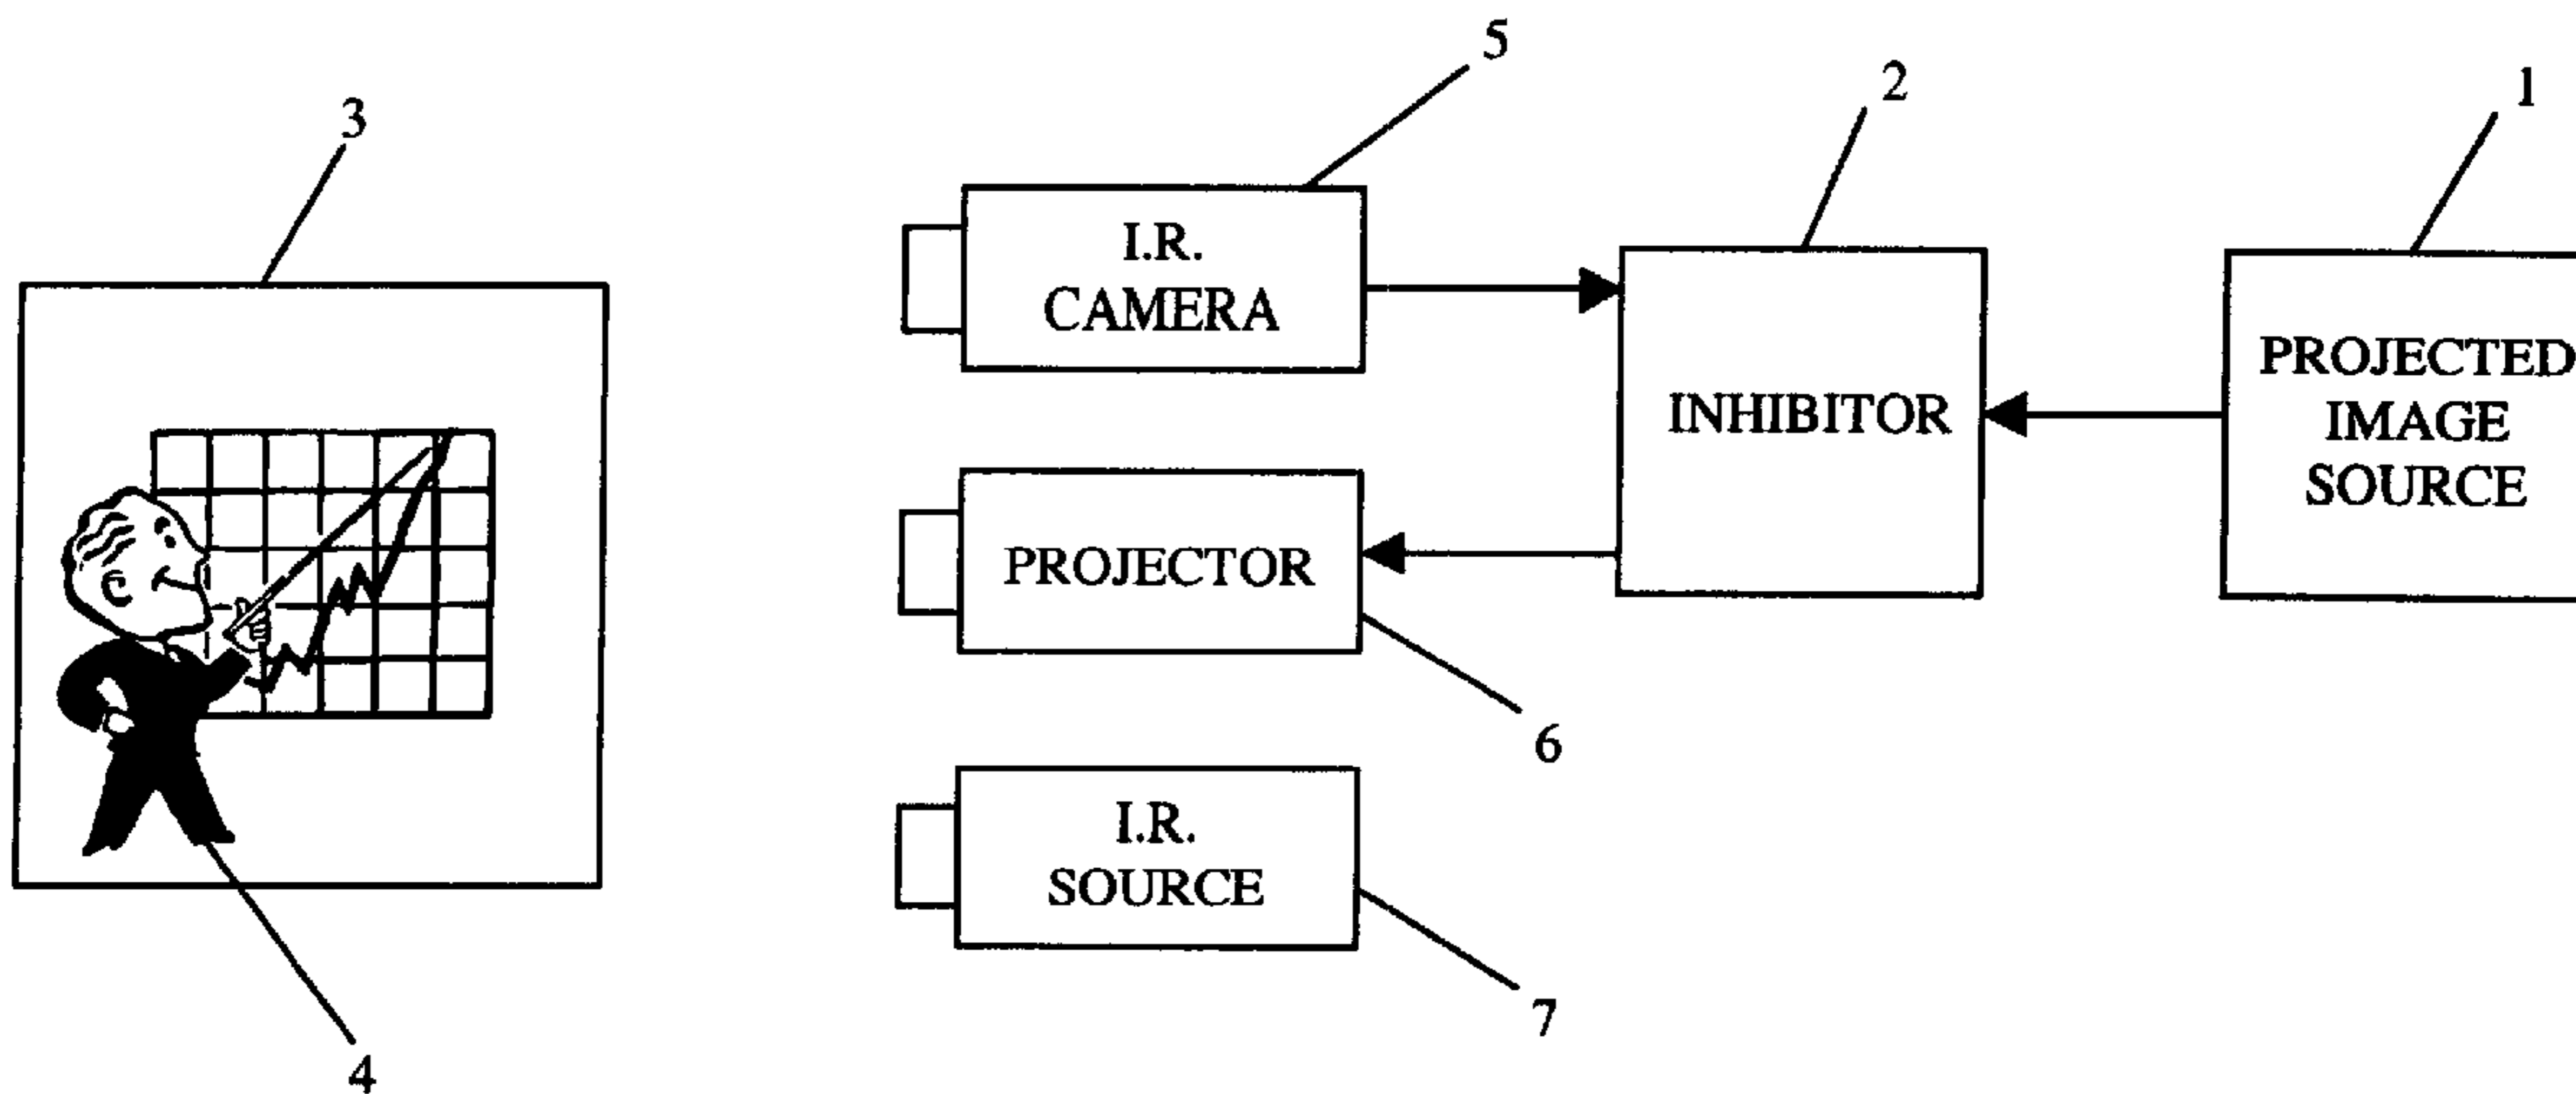 5
2
1
3
I.R.
CAMERA
INHIBITOR
PROJECTED
IMAGE
SOURCE
PROJECTOR
6
I.R.
SOURCE
7
4